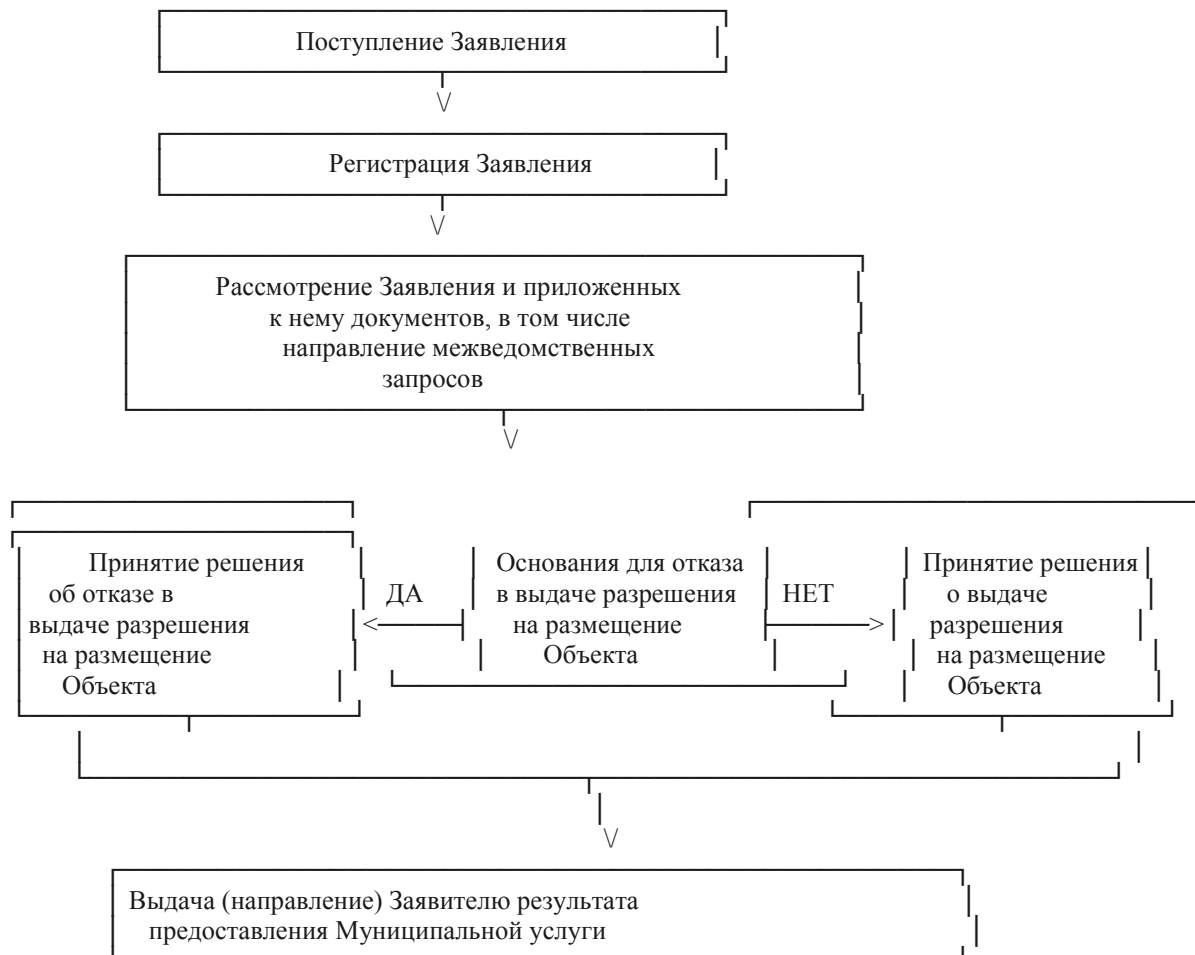 Поступление Заявления
Регистрация Заявления
Рассмотрение Заявления и приложенных
к нему документов, в том числе
направление межведомственных
запросов
Принятие решения
об отказе в
выдаче разрешения
на размещение
Объекта
ДА
Основания для отказа
в выдаче разрешения
на размещение
Объекта
НЕТ
Принятие решения
о выдаче
разрешения
на размещение
Объекта
Выдача (направление) Заявителю результата
предоставления Муниципальной услуги